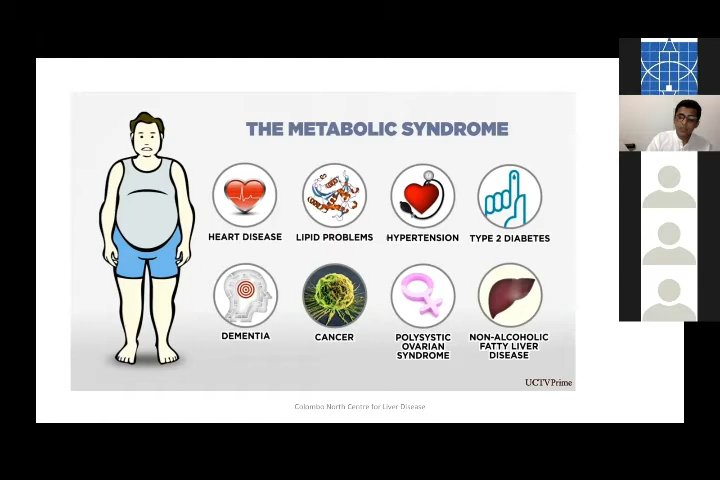 THE METABOLIC SYNDROME
HEART DISEASE
LIPID PROBLEMS
HYPERTENSION
TYPE 2 DIABETES
DEMENTIA
CANCER
POLYSYSTIC
OVARIAN
SYNDROME
NON-ALCOHOLIC
FATTY LIVER
DISEASE
UCTVPrime
Colombo North Centre for Liver Disease